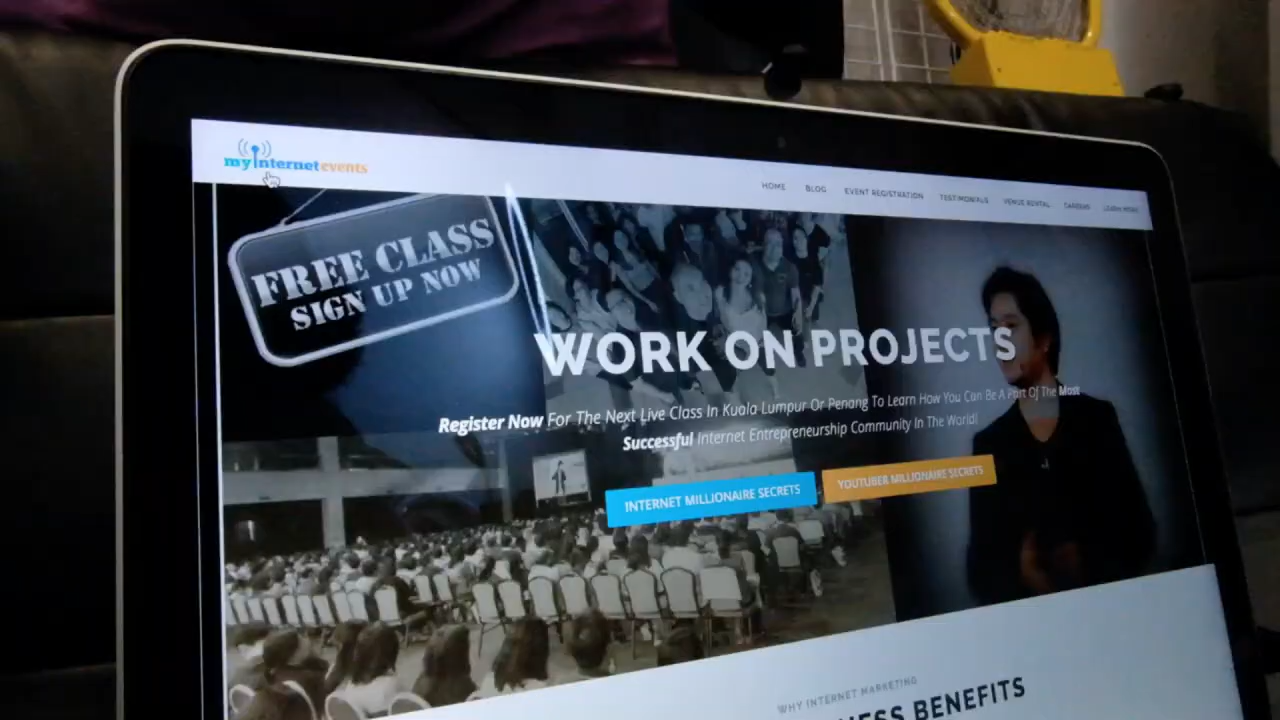 myinternetevents
HOME BLOG EVENT REGISTRATION TESTIMONIALS VENUE RENTAL CAREERS LEARN MORE
FREE CLASS
SIGN UP NOW
WORK ON PROJECTS
Register Now For The Next Live Class In Kuala Lumpur Or Penang To Learn How You Can Be A Part Of The Most
Successful Internet Entrepreneurship Community In The World!
INTERNET MILLIONAIRE SECRETS YOUTUBER MILLIONAIRE SECRETS
WHY INTERNET MARKETING
BENEFITS